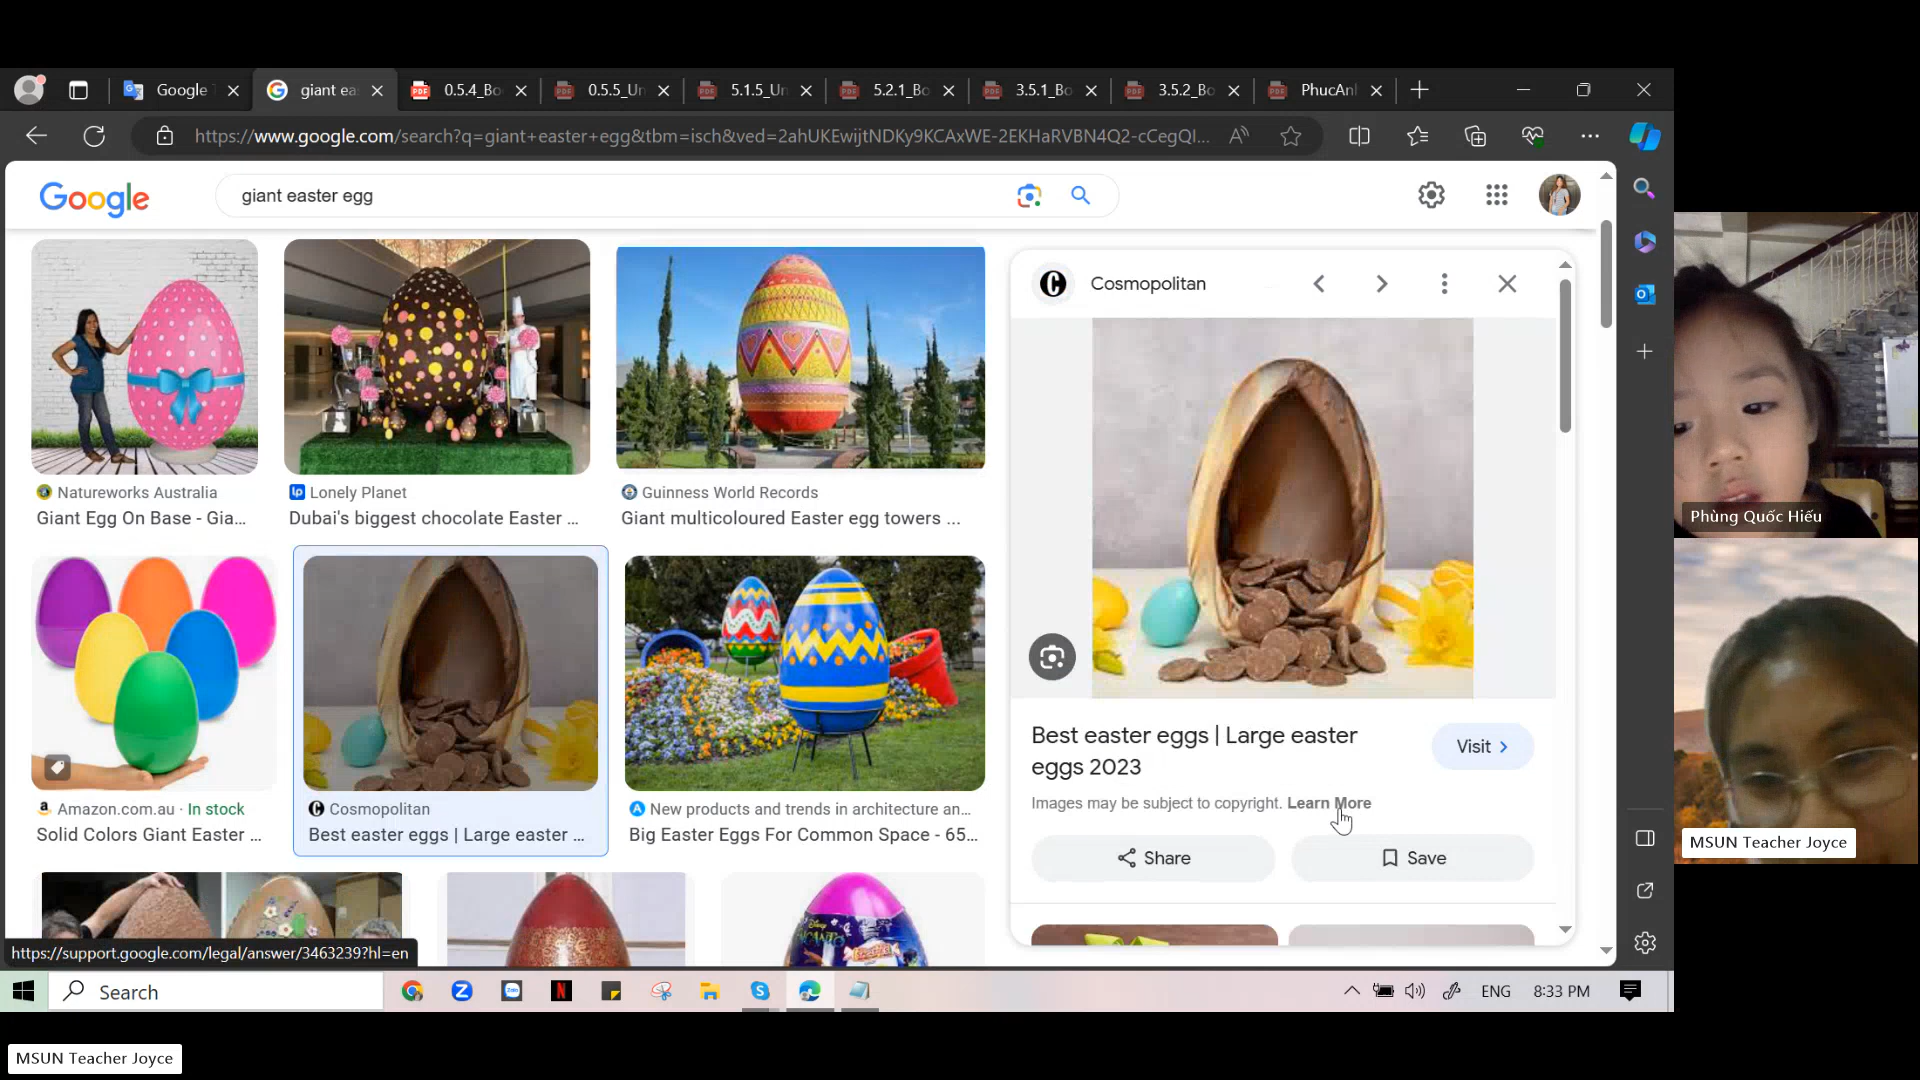 Google T
giant ea
0.5.4_Bo
0.5.5_Un
5.1.5_Un
5.2.1_Bo
3.5.1_Bo
3.5.2_Bo
PhucAnh
https://www.google.com/search?q=giant+easter+egg&tbm=isch&ved=2ahUKEwijtNDKy9KCAxWE-2EKHaRVBN4Q2-cCegQI...
Google
giant easter egg
Natureworks Australia
Giant Egg On Base - Gia...
Lonely Planet
Dubai's biggest chocolate Easter ...
Guinness World Records
Giant multicoloured Easter egg towers ...
Cosmopolitan
Amazon.com.au · In stock
Solid Colors Giant Easter ...
Cosmopolitan
Best easter eggs | Large easter ...
New products and trends in architecture an...
Big Easter Eggs For Common Space - 65...
Best easter eggs | Large easter
eggs 2023
Visit
Images may be subject to copyright. Learn More
Share
Save
https://support.google.com/legal/answer/3463239?hl=en
Search
ENG
8:33 PM
Phùng Quốc Hiếu
MSUN Teacher Joyce
MSUN Teacher Joyce